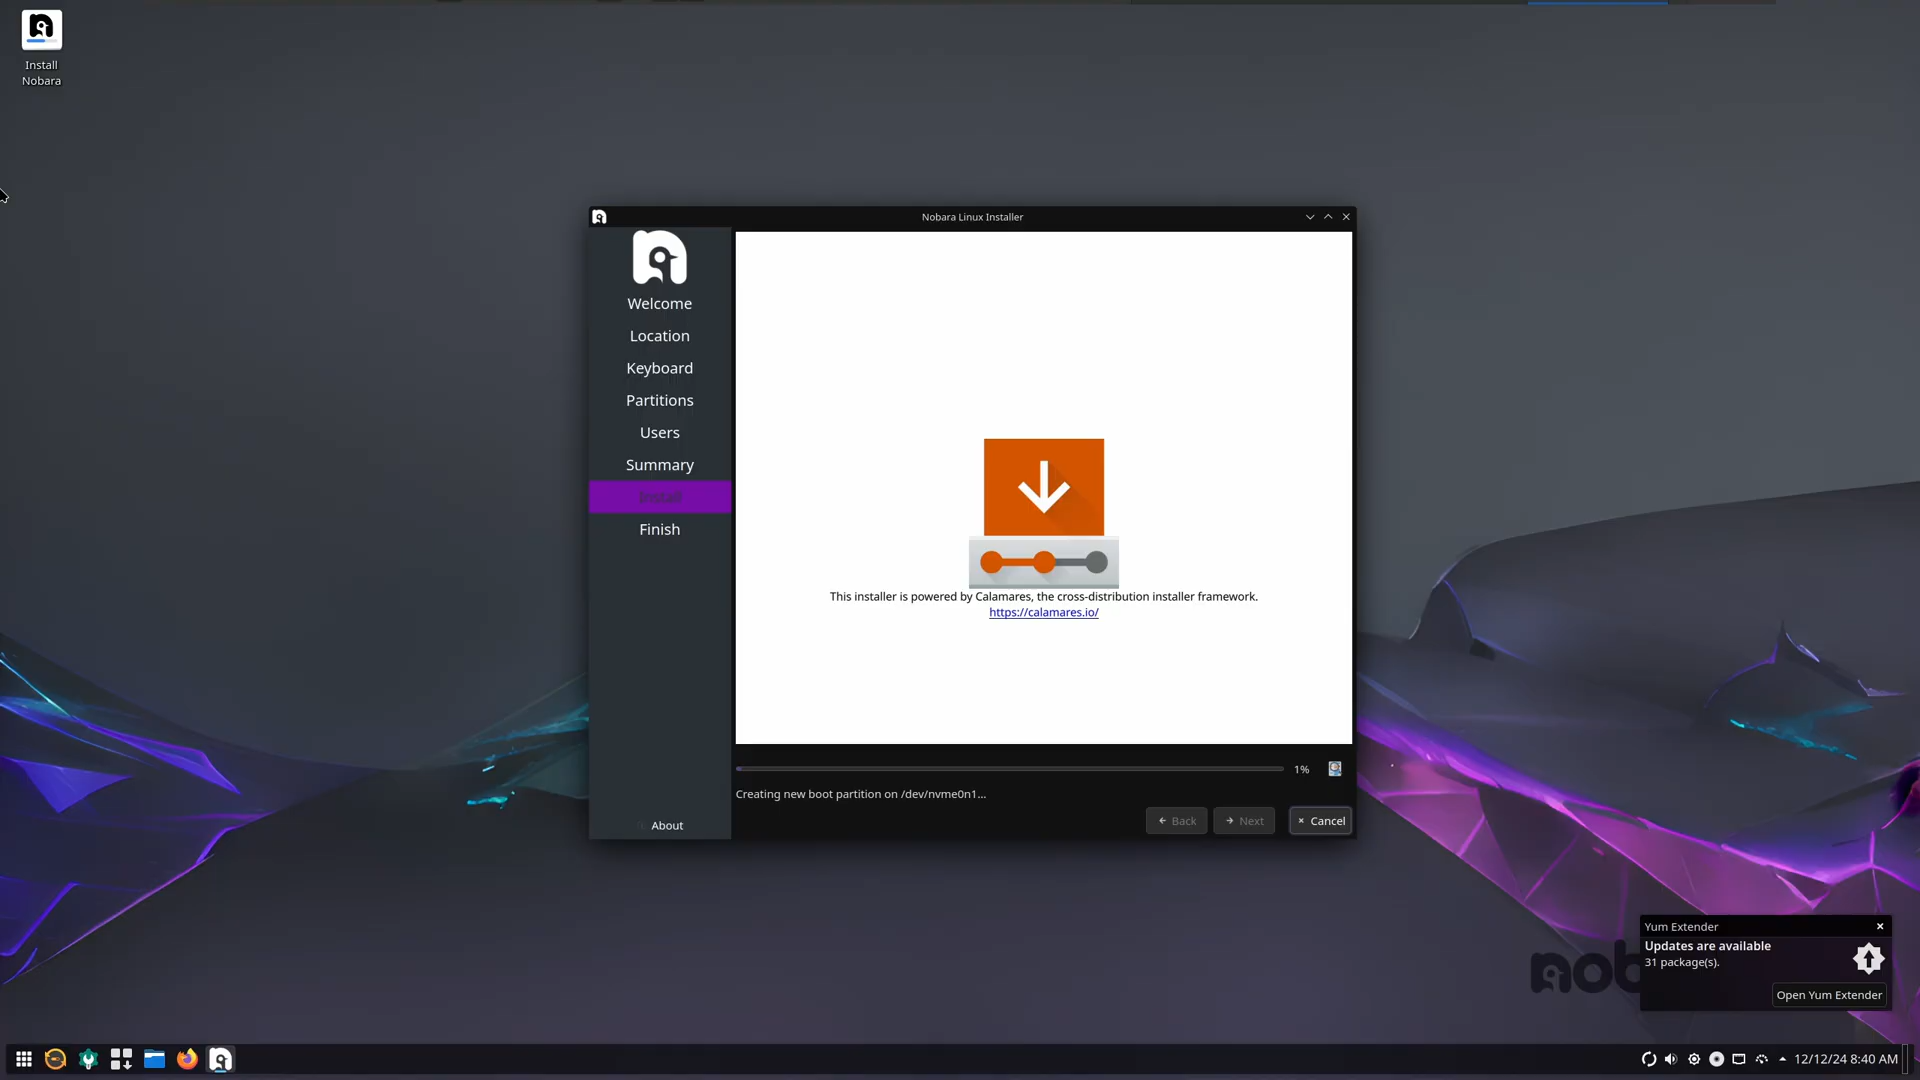 Install
Nobara
Nobara Linux Installer
Welcome
Location
Keyboard
Partitions
Users
Summary
Install
Finish
About
This installer is powered by Calamares, the cross-distribution installer framework.
https://calamares.io/
1%
Creating new boot partition on /dev/nvme0n1...
Back
Next
Cancel
nob
Yum Extender
Updates are available
31 package(s).
Open Yum Extender
12/12/24 8:40 AM